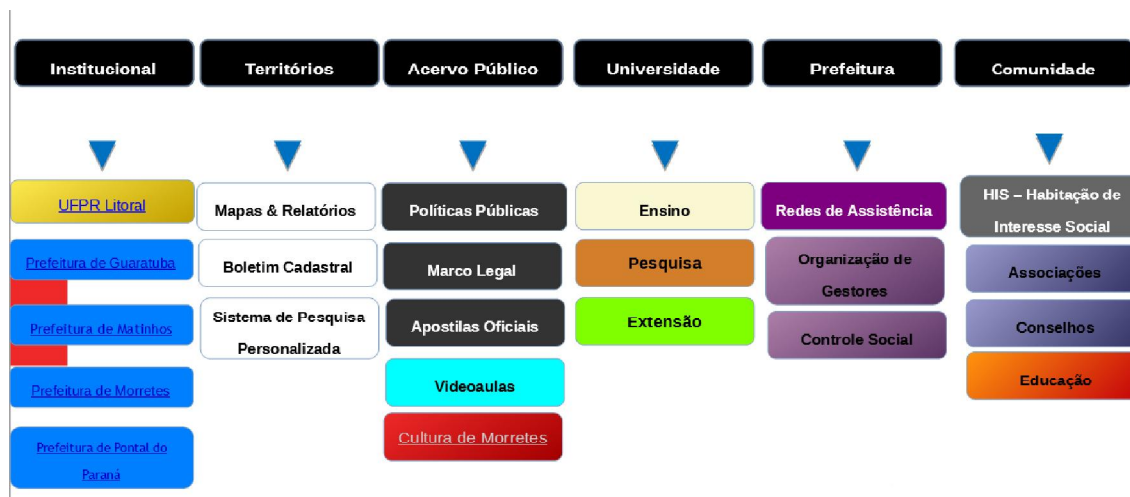 Institucional
Territórios
Acervo Público
Universidade
Prefeitura
Comunidade
UFPR Litoral
Prefeitura de Guaratuba
Prefeitura de Matinhos
Prefeitura de Morretes
Prefeitura de Pontal do
Paraná
Mapas & Relatórios
Boletim Cadastral
Sistema de Pesquisa
Personalizada
Políticas Públicas
Marco Legal
Apostilas Oficiais
Videoaulas
Cultura de Morretes
Ensino
Pesquisa
Extensão
Redes de Assistência
Organização de
Gestores
Controle Social
HIS – Habitação de
Interesse Social
Associações
Conselhos
Educação